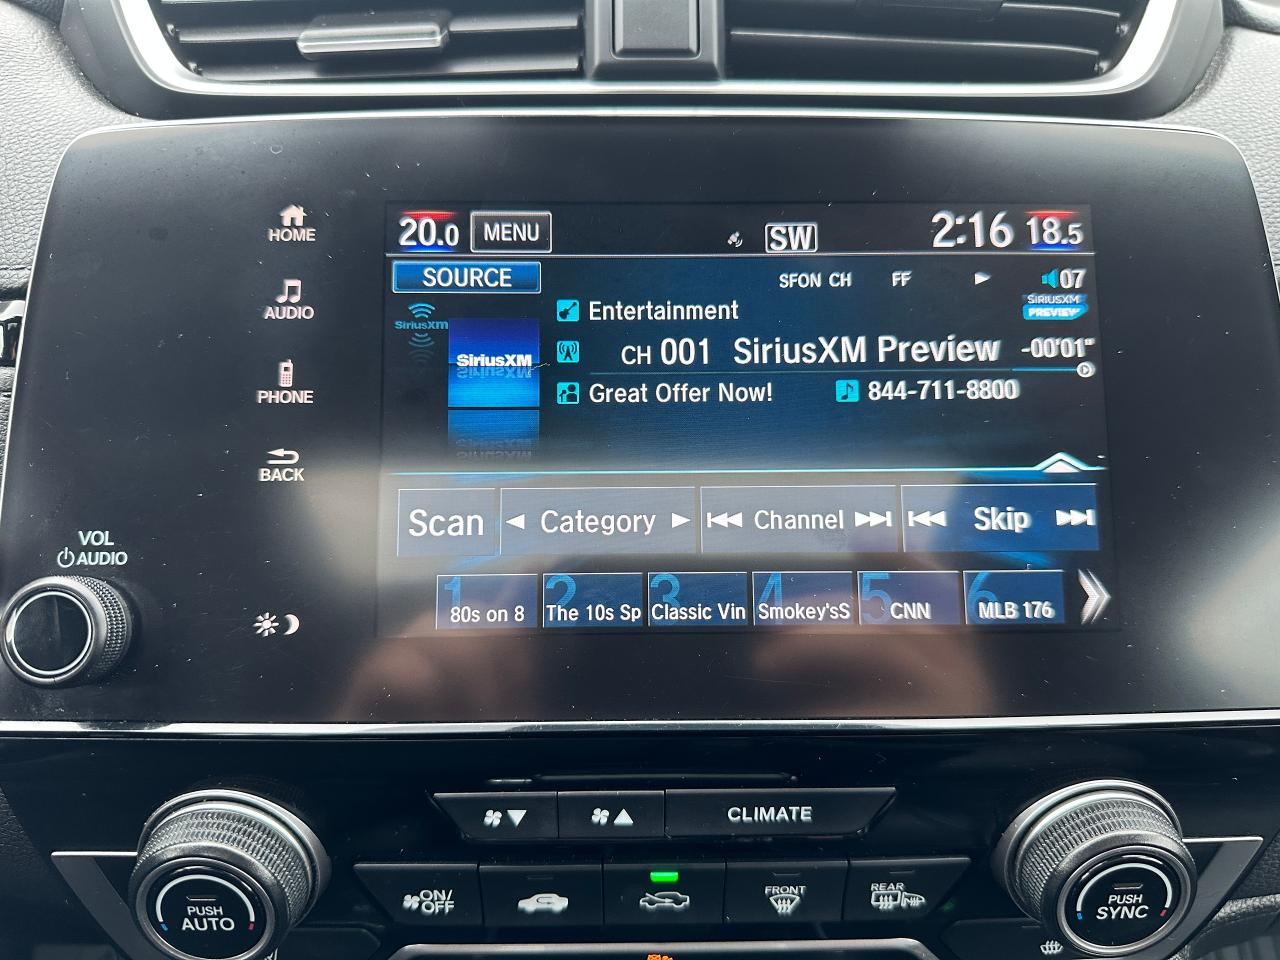 HOME
AUDIO
PHONE
BACK
VOL
AUDIO
20.0 MENU SW 2:16 18.5
SOURCE SFON CH FF 07
SiriusXM
Entertainment
SiriusXM
PREVIEW
SiriusXM
CH 001 SiriusXM Preview -00'01"
Great Offer Now! 844-711-8800
Scan Category Channel Skip
1 80s on 8
2 The 10s Sp
3 Classic Vin
4 Smokey'sS
5 CNN
6 MLB 176
CLIMATE
ON/
OFF
FRONT
REAR
PUSH
AUTO
PUSH
SYNC